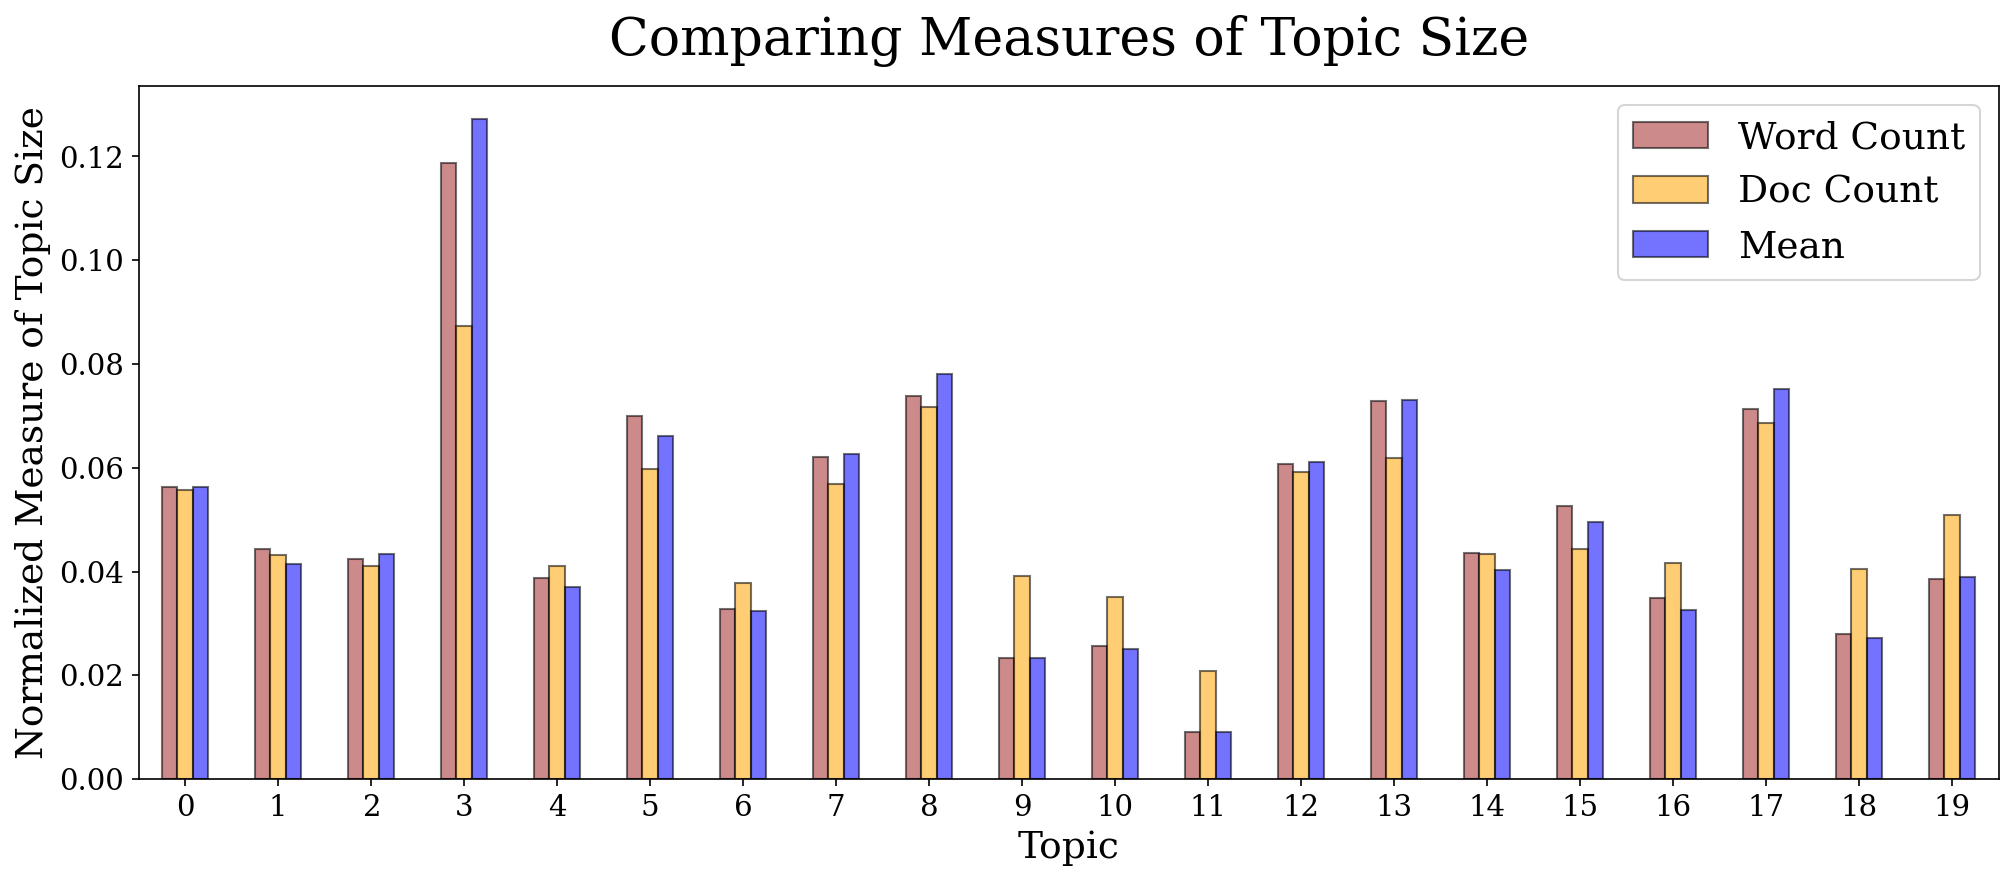 Comparing Measures of Topic Size
Normalized Measure of Topic Size
0.12
0.10
0.08
0.06
0.04
0.02
0.00
Word Count
Doc Count
Mean
0 1 2 3 4 5 6 7 8 9 10 11 12 13 14 15 16 17 18 19
Topic